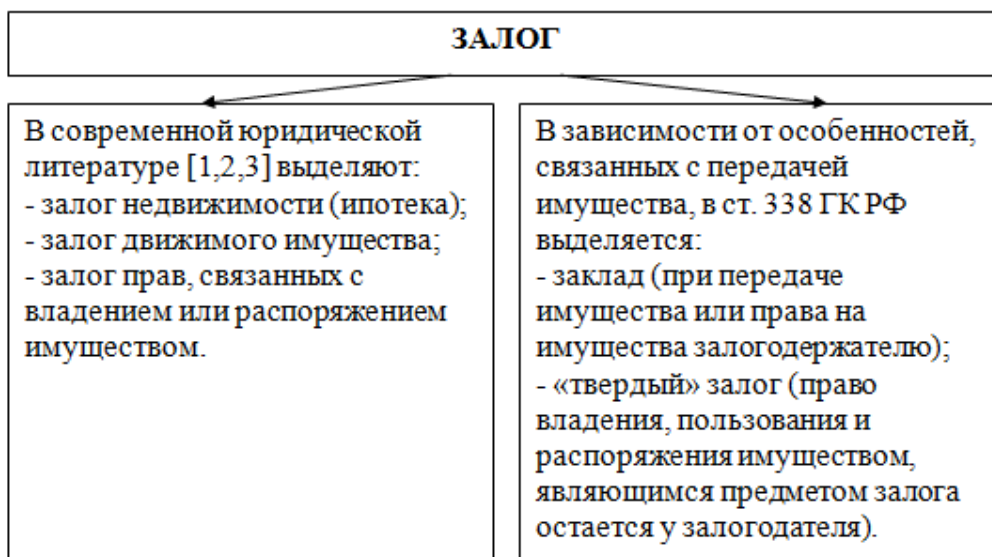 ЗАЛОГ
В современной юридической
литературе [1,2,3] выделяют:
- залог недвижимости (ипотека);
- залог движимого имущества;
- залог прав, связанных с
владением или распоряжением
имуществом.
В зависимости от особенностей,
связанных с передачей
имущества, в ст. 338 ГК РФ
выделяется:
- заклад (при передаче
имущества или права на
имущества залогодержателю);
- «твердый» залог (право
владения, пользования и
распоряжения имуществом,
являющимся предметом залога
остается у залогодателя).